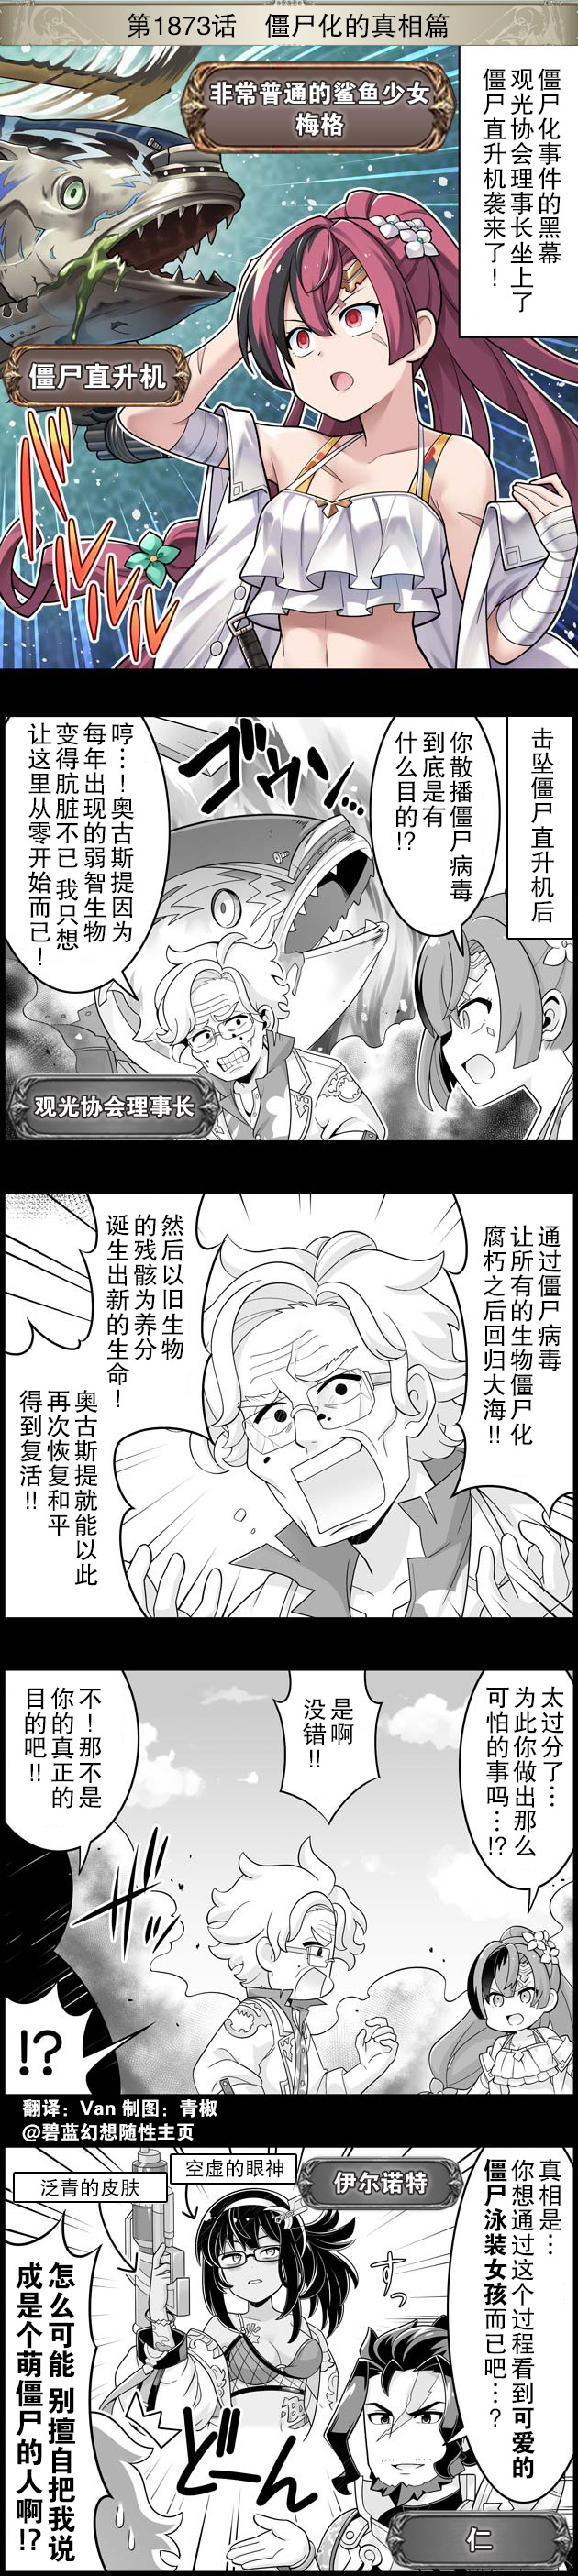 第1873话　僵尸化的真相篇
僵尸化事件的黑幕
观光协会理事长坐上了
僵尸直升机袭来了！
非常普通的鲨鱼少女
梅格
僵尸直升机
バルバルバル
击坠僵尸直升机后
你散播僵尸病毒
到底是有
什么目的!?
ゴウン…
哼…！奥古斯提因为
每年出现的弱智生物
变得肮脏不已 我只想
让这里从零开始而已！
观光协会理事长
通过僵尸病毒
让所有的生物僵尸化
腐朽之后回归大海!!
然后以旧生物
的残骸为养分
诞生出新的生命！
奥古斯提就能以此
再次恢复和平
得到复活!!
太过分了…
为此你做出那么
可怕的事吗…!?
是啊
没错!!
不！那不是
你的真正的
目的吧!!
!?
翻译：Van 制图：青椒
@碧蓝幻想随性主页
真相是…
你想通过这个过程看到可爱的
僵尸泳装女孩而已吧…?
伊尔诺特
空虚的眼神
泛青的皮肤
どーん
怎么可能 别擅自把我说
成是个萌僵尸的人啊!?
仁